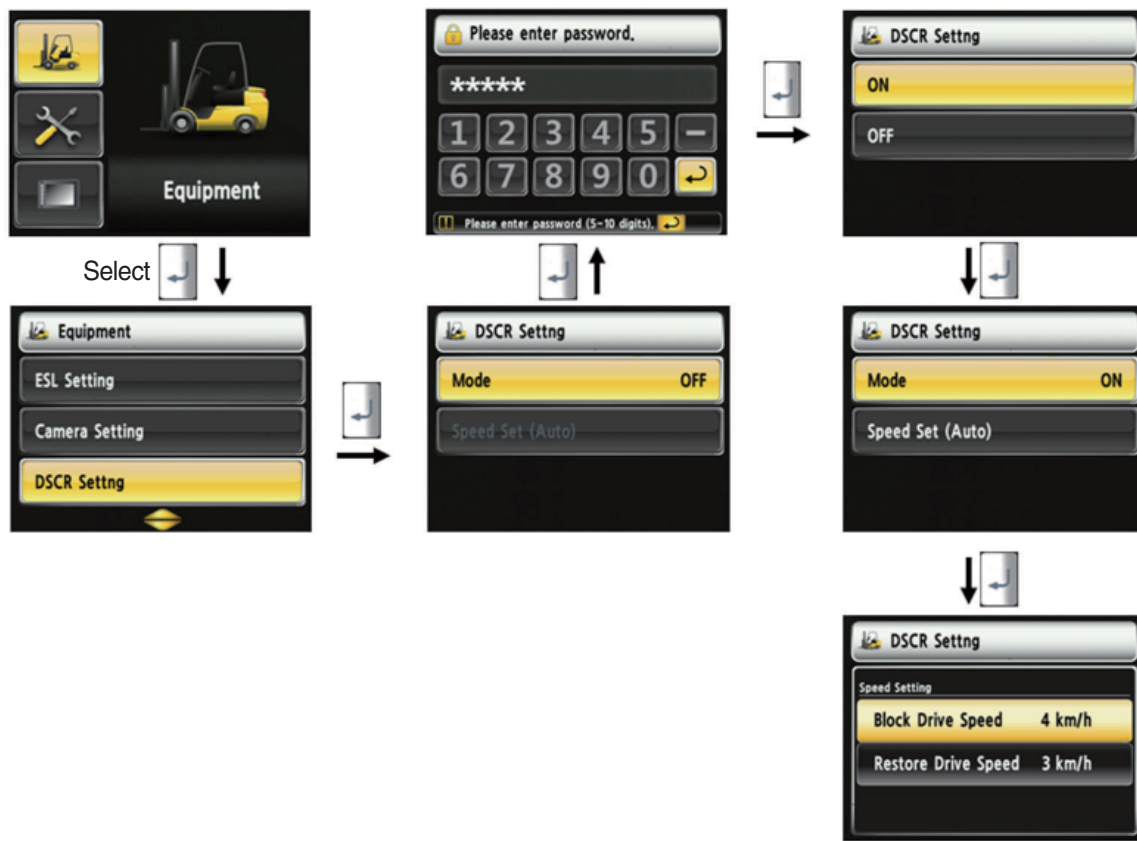 Equipment
Select
Equipment
ESL Setting
Camera Setting
DSCR Settng
DSCR Settng
Mode OFF
Speed Set (Auto)
Please enter password.
*****
1 2 3 4 5 -
6 7 8 9 0
Please enter password (5-10 digits).
DSCR Settng
ON
OFF
DSCR Settng
Mode ON
Speed Set (Auto)
DSCR Settng
Speed Setting
Block Drive Speed 4 km/h
Restore Drive Speed 3 km/h